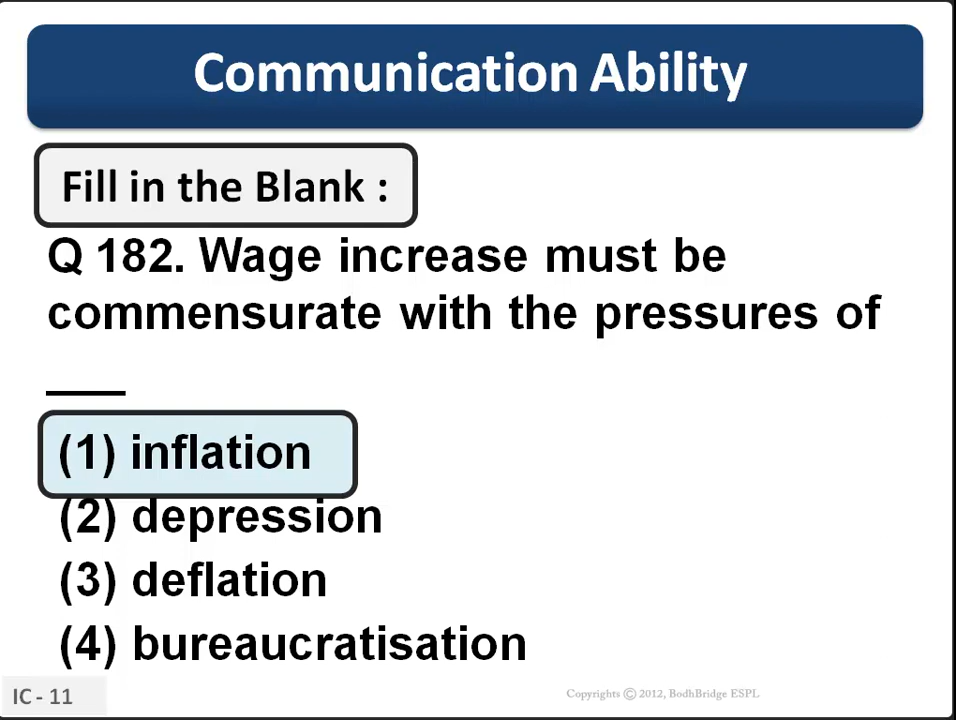 Communication Ability
Fill in the Blank :
Q 182. Wage increase must be
commensurate with the pressures of
___
(1) inflation
(2) depression
(3) deflation
(4) bureaucratisation
IC - 11
Copyrights © 2012, BodhBridge ESPL